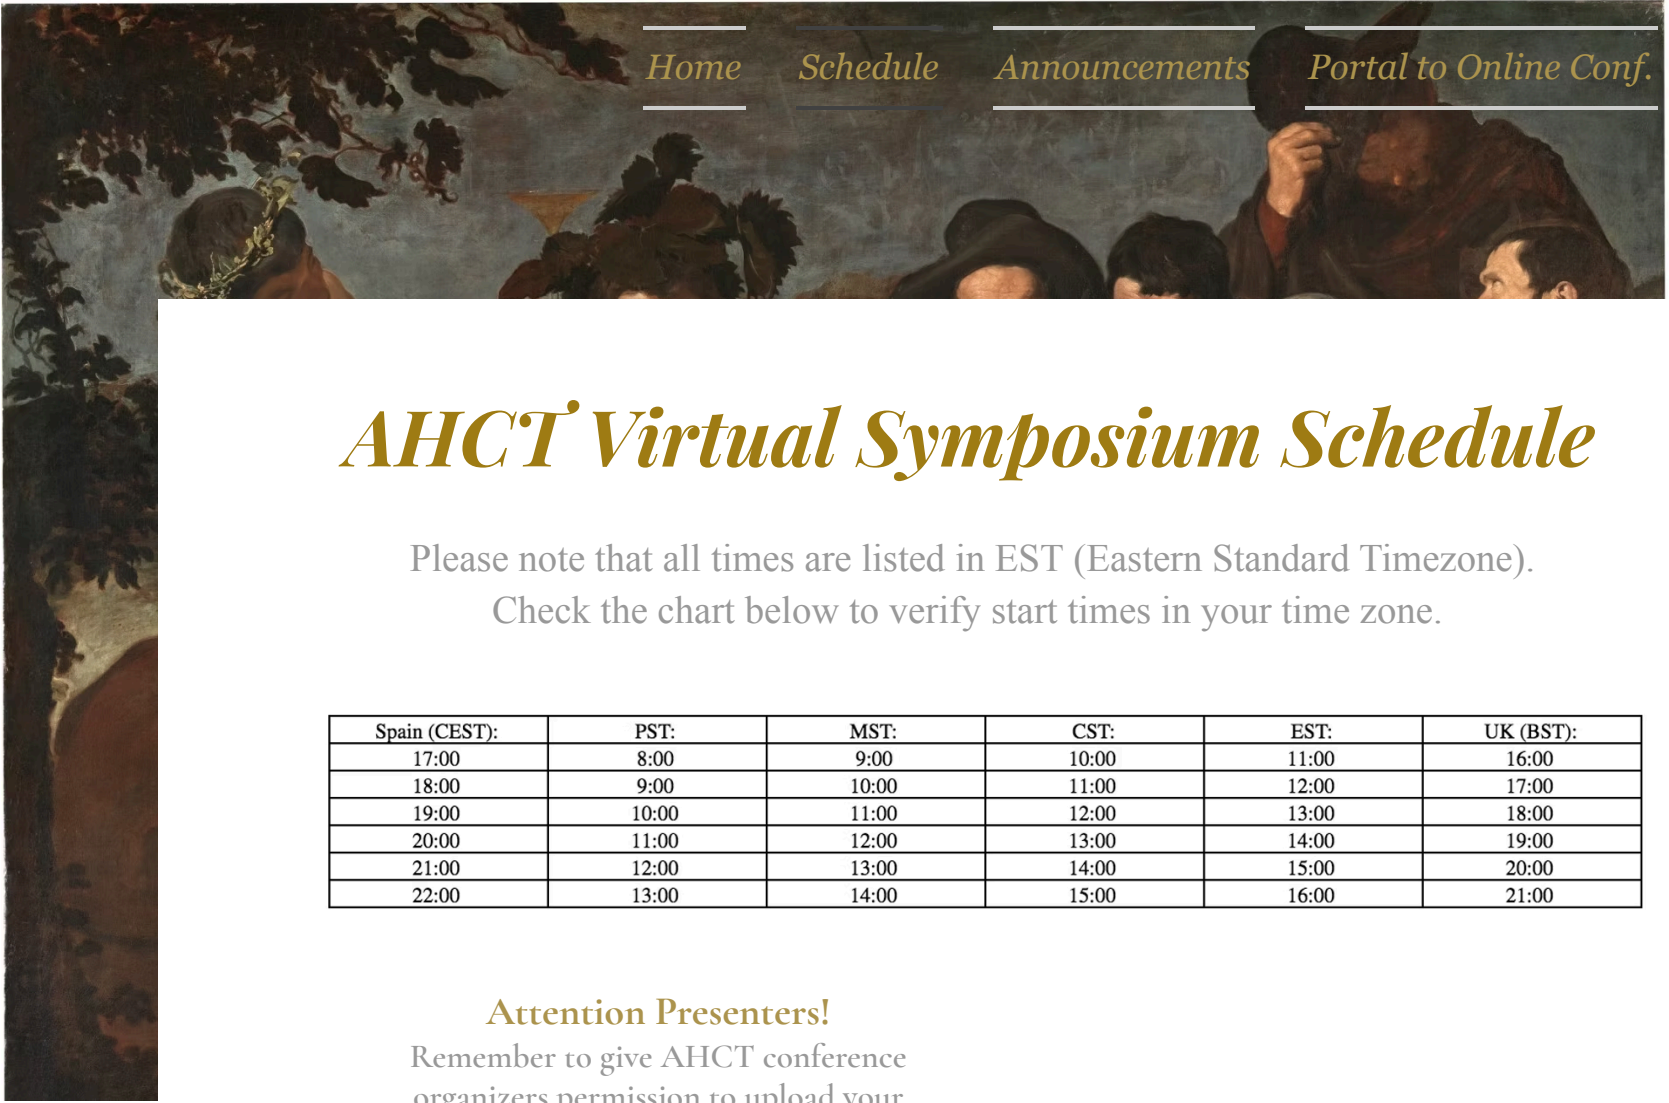 Home Schedule Announcements Portal to Online Conf.
AHCT Virtual Symposium Schedule
Please note that all times are listed in EST (Eastern Standard Timezone).
Check the chart below to verify start times in your time zone.
Spain (CEST): PST: MST: CST: EST: UK (BST):
17:00 8:00 9:00 10:00 11:00 16:00
18:00 9:00 10:00 11:00 12:00 17:00
19:00 10:00 11:00 12:00 13:00 18:00
20:00 11:00 12:00 13:00 14:00 19:00
21:00 12:00 13:00 14:00 15:00 20:00
22:00 13:00 14:00 15:00 16:00 21:00
Attention Presenters!
Remember to give AHCT conference
organizers permission to upload your